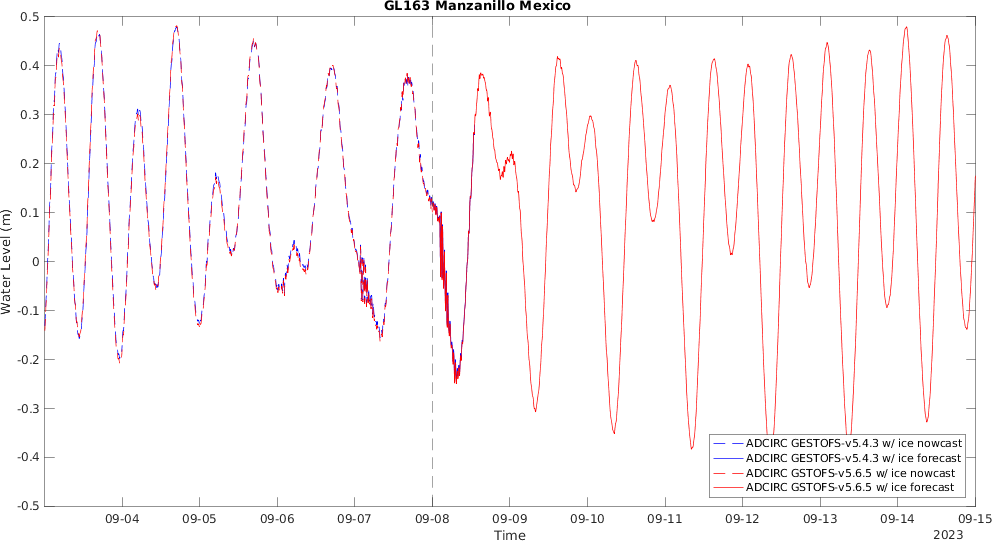 GL163 Manzanillo Mexico
Water Level (m)
0.5
0.4
0.3
0.2
0.1
0
-0.1
-0.2
-0.3
-0.4
-0.5
ADCIRC GESTOFS-v5.4.3 w/ ice nowcast
ADCIRC GESTOFS-v5.4.3 w/ ice forecast
ADCIRC GSTOFS-v5.6.5 w/ ice nowcast
ADCIRC GSTOFS-v5.6.5 w/ ice forecast
09-04 09-05 09-06 09-07 09-08 09-09 09-10 09-11 09-12 09-13 09-14 09-15
Time
2023